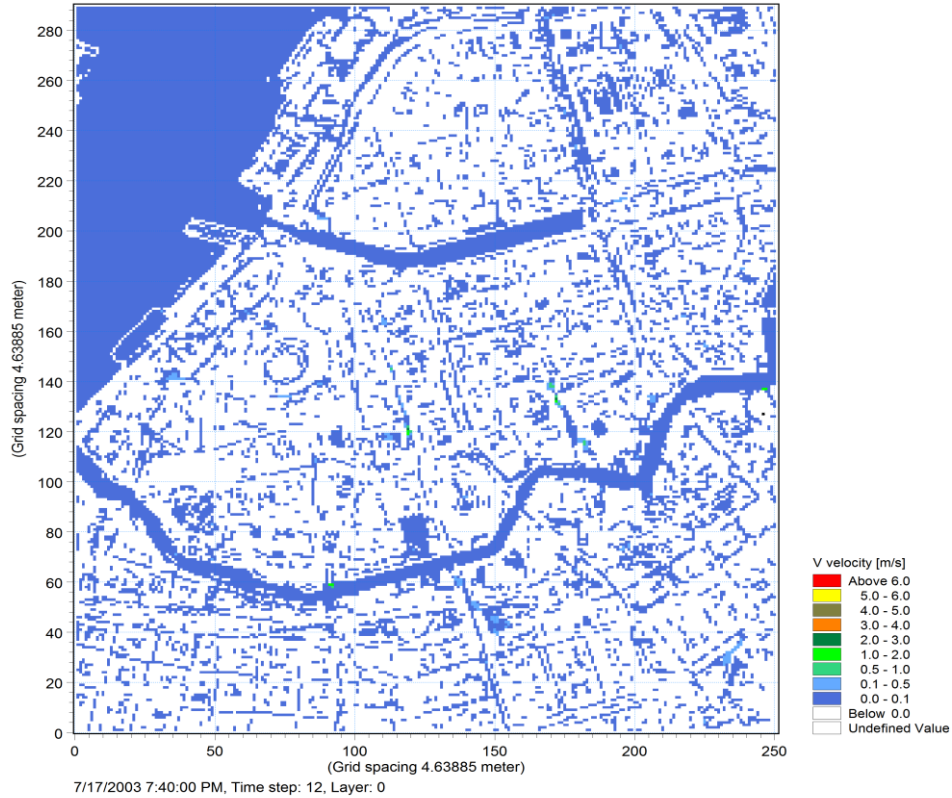 280
260
240
220
200
180
160
140
120
100
80
60
40
20
0
(Grid spacing 4.63885 meter)
0 50 100 150 200 250
(Grid spacing 4.63885 meter)
7/17/2003 7:40:00 PM, Time step: 12, Layer: 0
V velocity [m/s]
Above 6.0
5.0 - 6.0
4.0 - 5.0
3.0 - 4.0
2.0 - 3.0
1.0 - 2.0
0.5 - 1.0
0.1 - 0.5
0.0 - 0.1
Below 0.0
Undefined Value